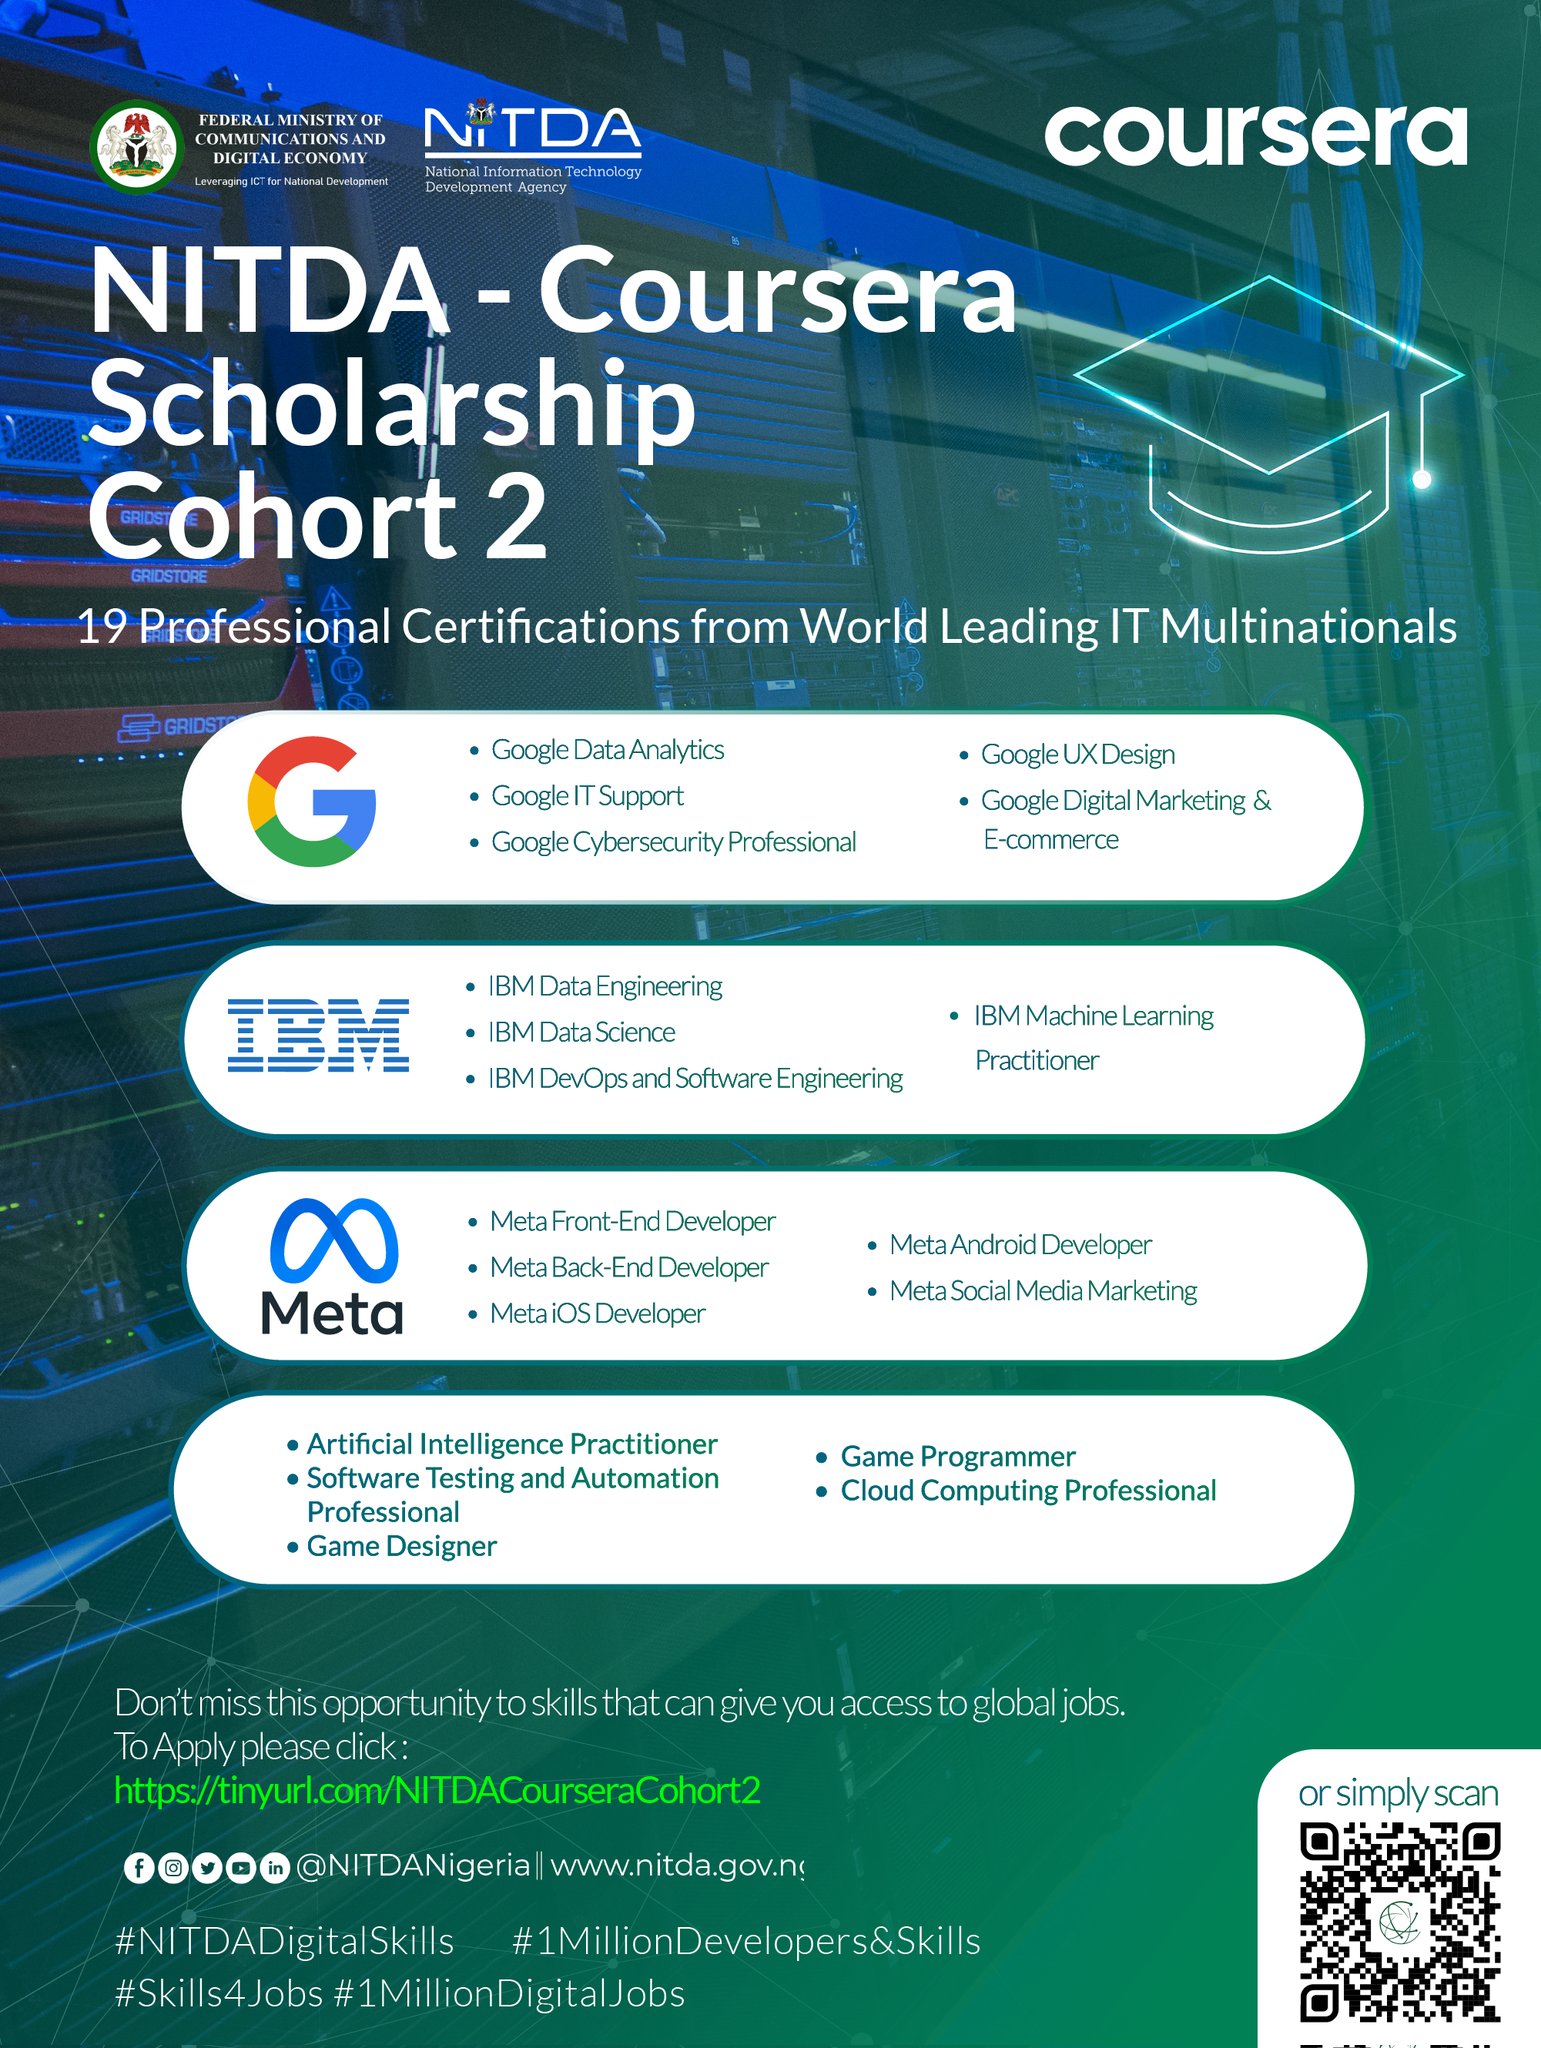 FEDERAL MINISTRY OF
COMMUNICATIONS AND
DIGITAL ECONOMY
Leveraging ICT for National Development
NiTDA
National Information Technology
Development Agency
coursera
NITDA - Coursera
Scholarship
Cohort 2
GRIDSTORE
GRIDSTORE
19 Professional Certifications from World Leading IT Multinationals
• Google Data Analytics
• Google IT Support
• Google Cybersecurity Professional
• Google UX Design
• Google Digital Marketing &
E-commerce
IBM
• IBM Data Engineering
• IBM Data Science
• IBM DevOps and Software Engineering
• IBM Machine Learning
Practitioner
Meta
• Meta Front-End Developer
• Meta Back-End Developer
• Meta iOS Developer
• Meta Android Developer
• Meta Social Media Marketing
• Artificial Intelligence Practitioner
• Software Testing and Automation
Professional
• Game Designer
• Game Programmer
• Cloud Computing Professional
Don't miss this opportunity to skills that can give you access to global jobs.
To Apply please click :
https://tinyurl.com/NITDACourseraCohort2
@NITDANigeria || www.nitda.gov.n
#NITDADigitalSkills #1MillionDevelopers&Skills
#Skills4Jobs #1MillionDigitalJobs
or simply scan